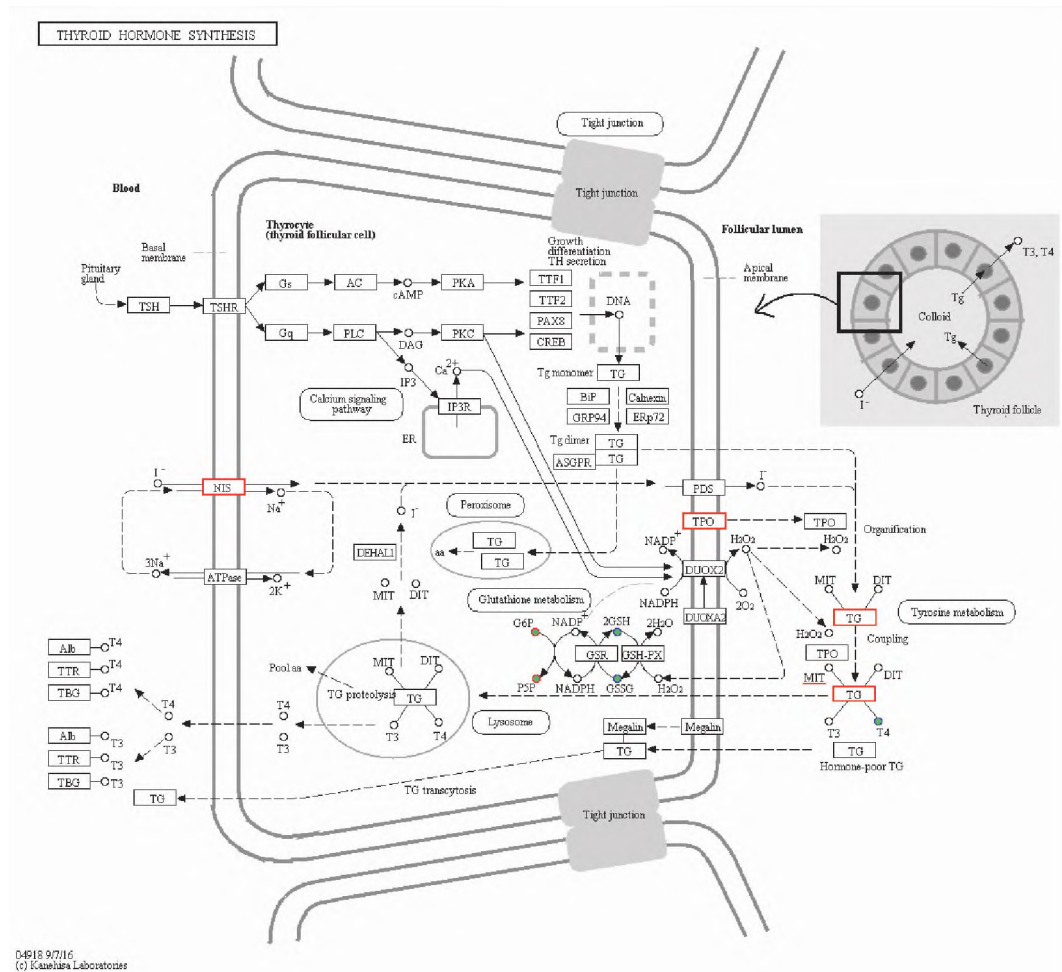 THYROID HORMONE SYNTHESIS
Tight junction
Tight junction
Blood
Thyrocyte
(thyroid follicular cell)
Growth
differentiation
TH secretion
Follicular lumen
Basal
membrane
Apical
membrane
Pituitary
gland
TSH
TSHR
Gs
AC
cAMP
PKA
TTF1
TTF2
PAX8
CREB
DNA
Gq
PLC
DAG
PKC
IP3
Ca2+
IP3R
ER
Calcium signaling
pathway
Tg monomer
TG
BiP
Calnexin
GRP94
ERp72
Tg dimer
TG
ASGPR
TG
T3, T4
Tg
Colloid
Tg
I-
Thyroid follicle
I-
NIS
Na+
I-
PDS
I-
Peroxisome
TPO
TPO
Organification
DEHAL1
aa
TG
TG
NADP+
H2O2
H2O2
3Na+
ATPase
2K+
MIT
DIT
DUOX2
NADPH
2O2
DUOXA2
MIT
DIT
TG
Tyrosine metabolism
Glutathione metabolism
G6P
NADP+
2GSH
2H2O
GSR
GSH-PX
P5P
NADPH
GSSG
H2O2
H2O2
Coupling
TPO
MIT
DIT
TG
T3
T4
TG
Hormone-poor TG
Alb
T4
TTR
T4
TBG
T4
Alb
T3
TTR
T3
TBG
T3
T4
T3
T4
T3
Pool aa
MIT
DIT
TG proteolysis
TG
T3
T4
Lysosome
Megalin
Megalin
TG
TG
TG transcytosis
Tight junction
04918 9/7/16
(c) Kanehisa Laboratories